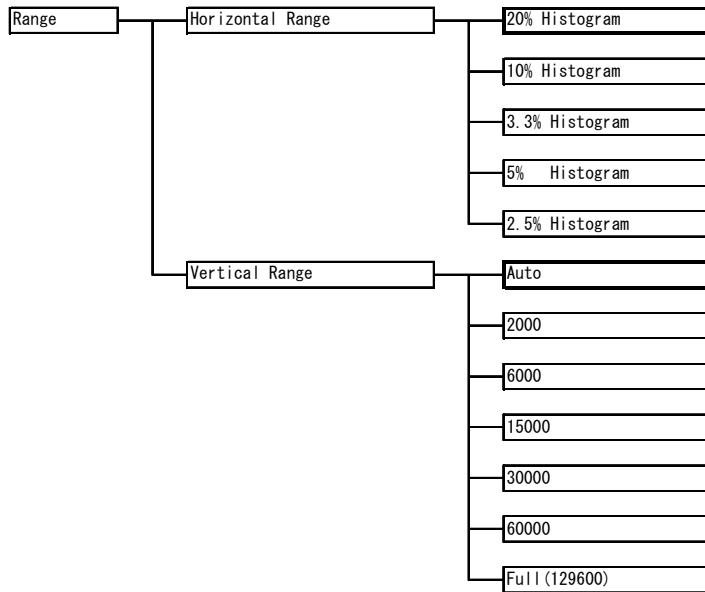 Range
Horizontal Range
20% Histogram
10% Histogram
3.3% Histogram
5%   Histogram
2.5% Histogram
Vertical Range
Auto
2000
6000
15000
30000
60000
Full(129600)